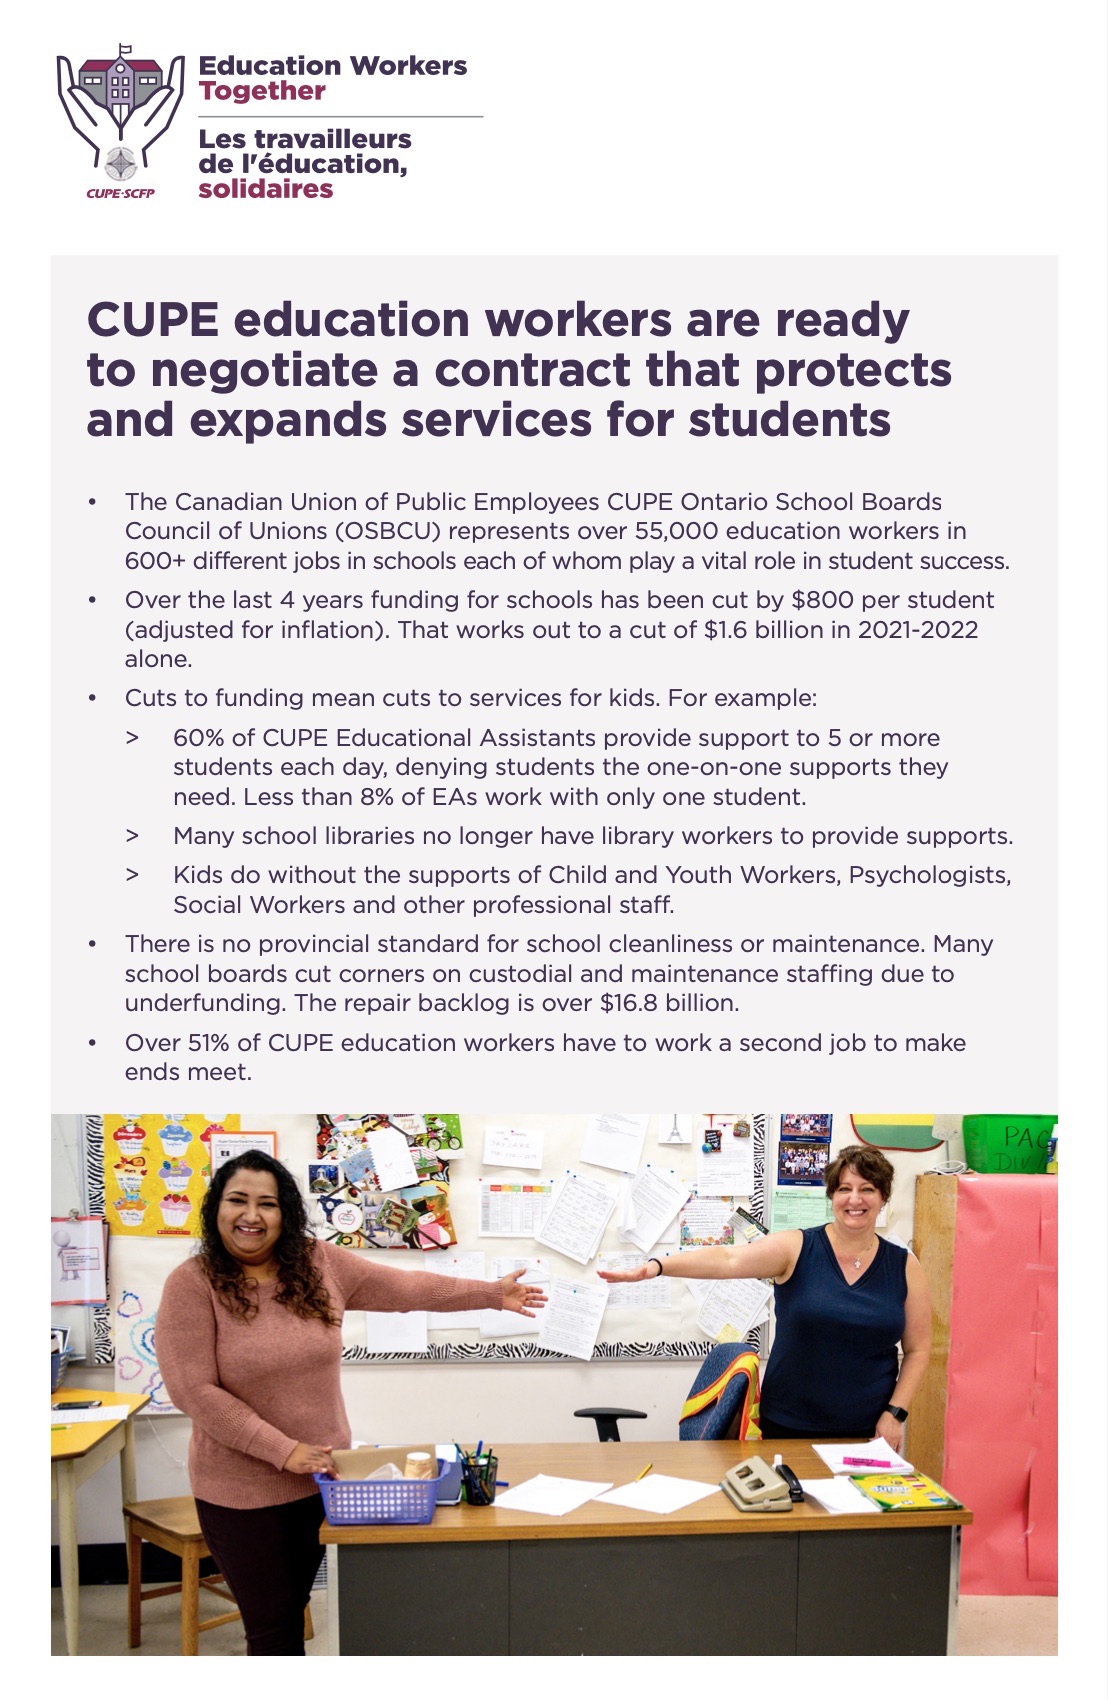 Education Workers
Together
Les travailleurs
de l'éducation,
solidaires
CUPE·SCFP
CUPE education workers are ready
to negotiate a contract that protects
and expands services for students
• The Canadian Union of Public Employees CUPE Ontario School Boards
Council of Unions (OSBCU) represents over 55,000 education workers in
600+ different jobs in schools each of whom play a vital role in student success.
• Over the last 4 years funding for schools has been cut by $800 per student
(adjusted for inflation). That works out to a cut of $1.6 billion in 2021-2022
alone.
• Cuts to funding mean cuts to services for kids. For example:
> 60% of CUPE Educational Assistants provide support to 5 or more
students each day, denying students the one-on-one supports they
need. Less than 8% of EAs work with only one student.
> Many school libraries no longer have library workers to provide supports.
> Kids do without the supports of Child and Youth Workers, Psychologists,
Social Workers and other professional staff.
• There is no provincial standard for school cleanliness or maintenance. Many
school boards cut corners on custodial and maintenance staffing due to
underfunding. The repair backlog is over $16.8 billion.
• Over 51% of CUPE education workers have to work a second job to make
ends meet.
PAC